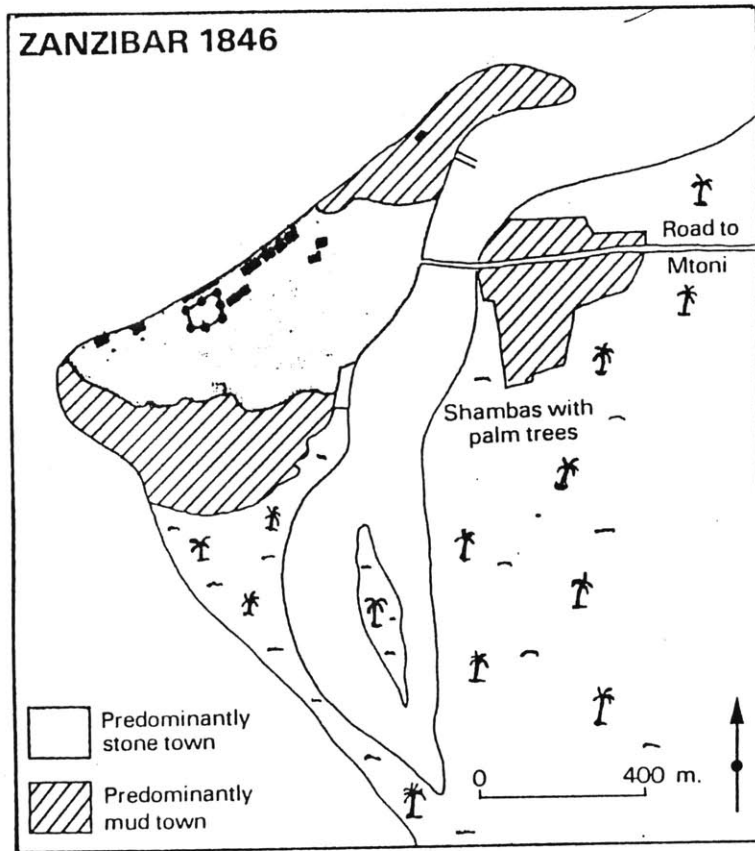 ZANZIBAR 1846
Road to
Mtoni
Shambas with
palm trees
Predominantly
stone town
Predominantly
mud town
0 400 m.